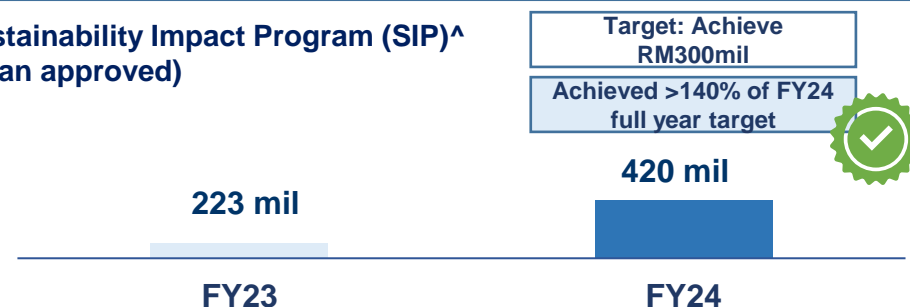 stainability Impact Program (SIP)^
an approved)
Target: Achieve
RM300mil
Achieved >140% of FY24
full year target
223 mil
420 mil
FY23
FY24